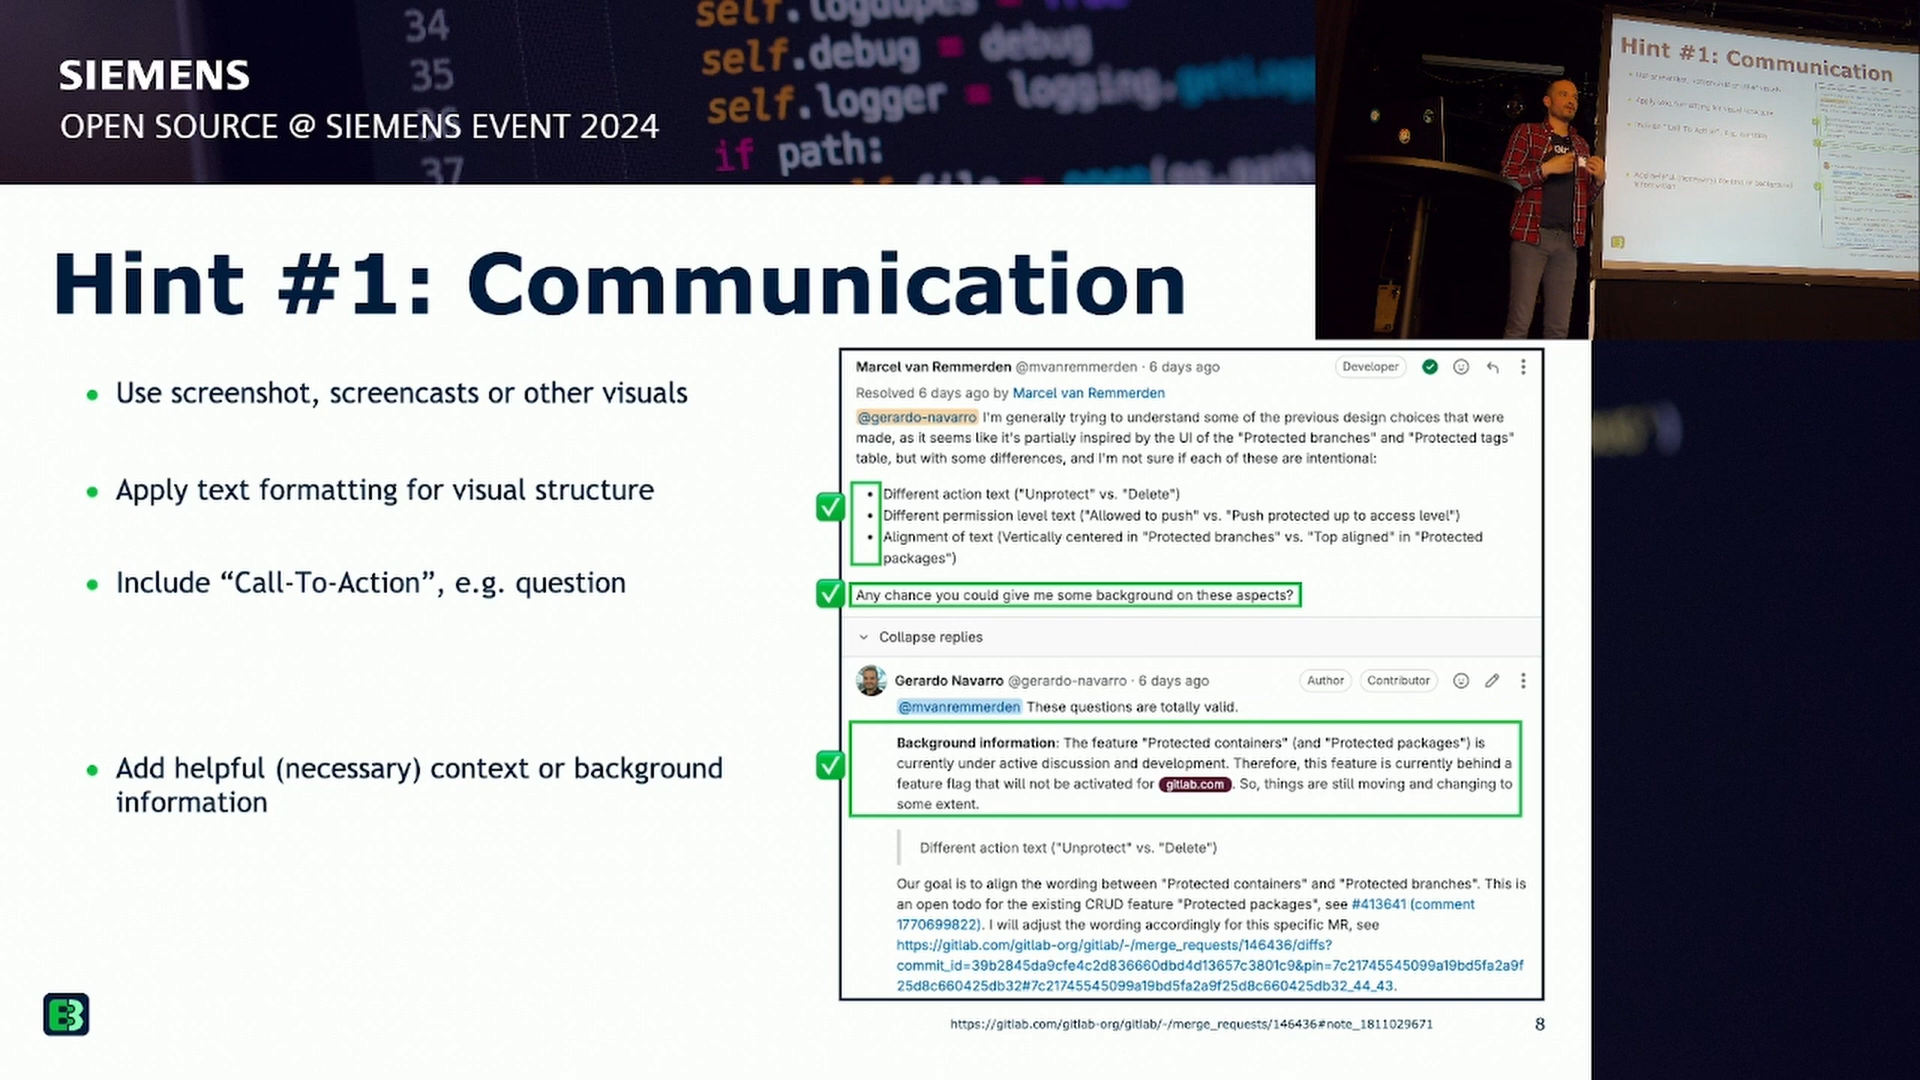 34
35
36
37
self.logdupes = True
self.debug = debug
self.logger = logging.getLogge
if path:
SIEMENS
OPEN SOURCE @ SIEMENS EVENT 2024
Hint #1: Communication
Hint #1: Communication
• Use screenshot, screencasts or other visuals
• Apply text formatting for visual structure
• Include “Call-To-Action”, e.g. question
• Add helpful (necessary) context or background
information
Marcel van Remmerden @mvanremmerden · 6 days ago
Developer
Resolved 6 days ago by Marcel van Remmerden
@gerardo-navarro I'm generally trying to understand some of the previous design choices that were
made, as it seems like it's partially inspired by the UI of the "Protected branches" and "Protected tags"
table, but with some differences, and I'm not sure if each of these are intentional:
• Different action text ("Unprotect" vs. "Delete")
• Different permission level text ("Allowed to push" vs. "Push protected up to access level")
• Alignment of text (Vertically centered in "Protected branches" vs. "Top aligned" in "Protected
packages")
Any chance you could give me some background on these aspects?
Collapse replies
Gerardo Navarro @gerardo-navarro · 6 days ago
Author
Contributor
@mvanremmerden These questions are totally valid.
Background information: The feature "Protected containers" (and "Protected packages") is
currently under active discussion and development. Therefore, this feature is currently behind a
feature flag that will not be activated for gitlab.com . So, things are still moving and changing to
some extent.
Different action text ("Unprotect" vs. "Delete")
Our goal is to align the wording between "Protected containers" and "Protected branches". This is
an open todo for the existing CRUD feature "Protected packages", see #413641 (comment
1770699822). I will adjust the wording accordingly for this specific MR, see
https://gitlab.com/gitlab-org/gitlab/-/merge_requests/146436/diffs?
commit_id=39b2845da9cfe4c2d836660dbd4d13657c3801c9&pin=7c21745545099a19bd5fa2a9f
25d8c660425db32#7c21745545099a19bd5fa2a9f25d8c660425db32_44_43.
https://gitlab.com/gitlab-org/gitlab/-/merge_requests/146436#note_1811029671
8